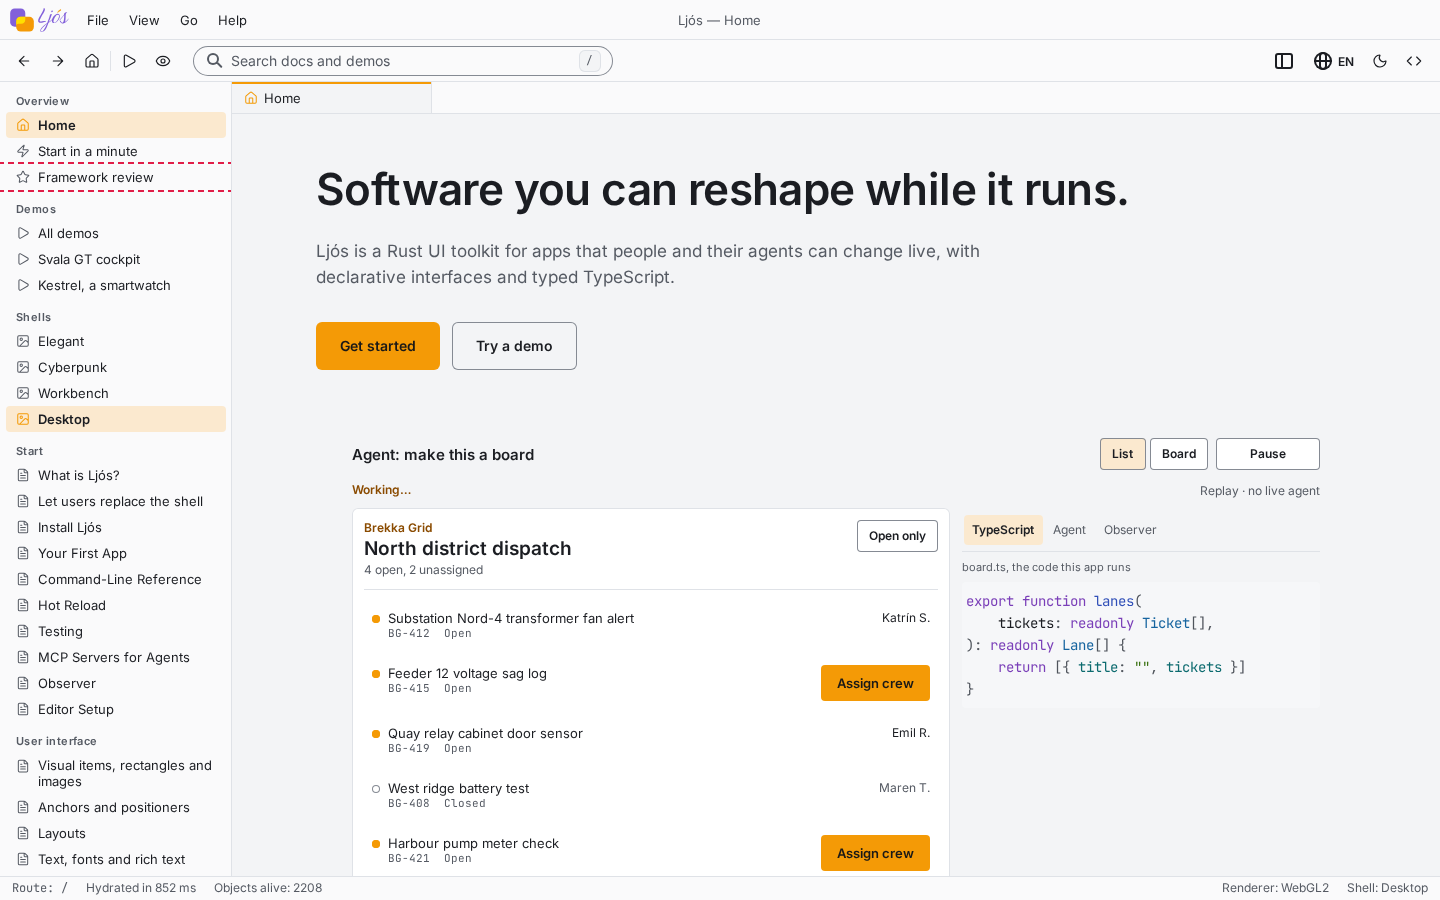 Ljós
File
View
Go
Help
Ljós — Home
Search docs and demos
/
EN
Overview
Home
Start in a minute
Framework review
Demos
All demos
Svala GT cockpit
Kestrel, a smartwatch
Shells
Elegant
Cyberpunk
Workbench
Desktop
Start
What is Ljós?
Let users replace the shell
Install Ljós
Your First App
Command-Line Reference
Hot Reload
Testing
MCP Servers for Agents
Observer
Editor Setup
User interface
Visual items, rectangles and
images
Anchors and positioners
Layouts
Text, fonts and rich text
Home
Software you can reshape while it runs.
Ljós is a Rust UI toolkit for apps that people and their agents can change live, with
declarative interfaces and typed TypeScript.
Get started
Try a demo
Agent: make this a board
List
Board
Pause
Working...
Replay · no live agent
Brekka Grid
North district dispatch
4 open, 2 unassigned
Open only
Substation Nord-4 transformer fan alert
BG-412 Open
Katrín S.
Feeder 12 voltage sag log
BG-415 Open
Assign crew
Quay relay cabinet door sensor
BG-419 Open
Emil R.
West ridge battery test
BG-408 Closed
Maren T.
Harbour pump meter check
BG-421 Open
Assign crew
TypeScript
Agent
Observer
board.ts, the code this app runs
export function lanes(
    tickets: readonly Ticket[],
): readonly Lane[] {
    return [{ title: "", tickets }]
}
Route: /
Hydrated in 852 ms
Objects alive: 2208
Renderer: WebGL2
Shell: Desktop